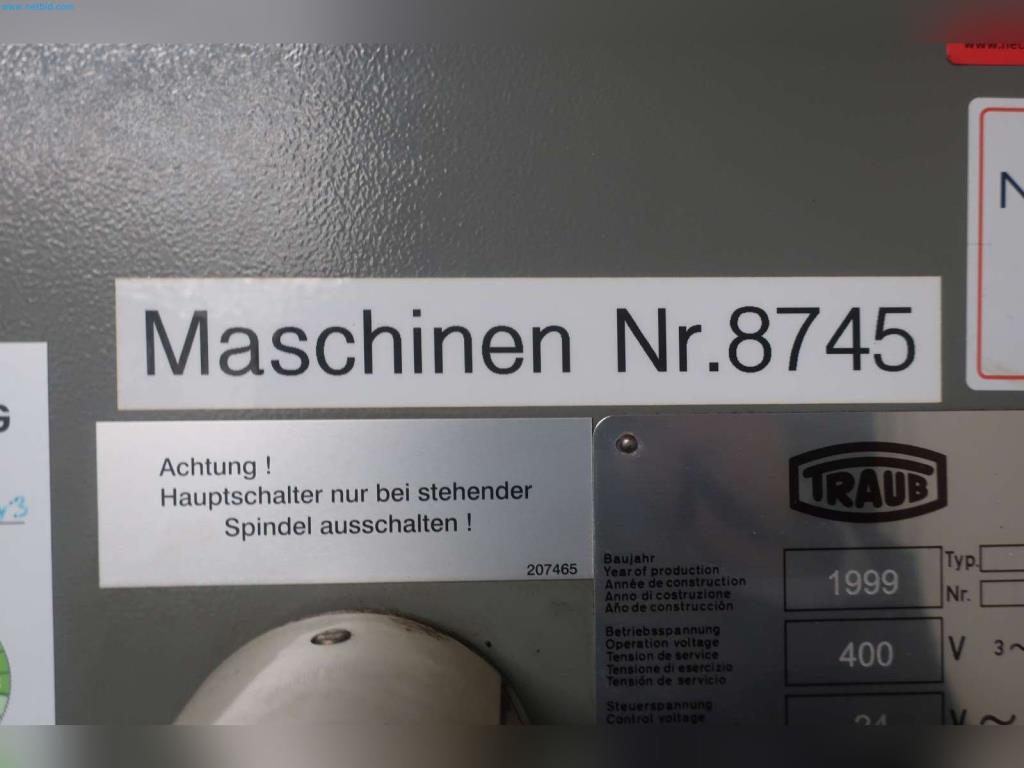 www.netbid.com
Maschinen Nr.8745
Achtung !
Hauptschalter nur bei stehender
Spindel ausschalten !
207465
TRAUB
Baujahr
Year of production
Année de construction
Anno di costruzione
Año de construcción
1999
Typ.
Nr.
Betriebsspannung
Operation voltage
Tension de service
Tensione di esercizio
Tensión de servicio
400
V 3~
Steuerspannung
Control voltage
24
V ~